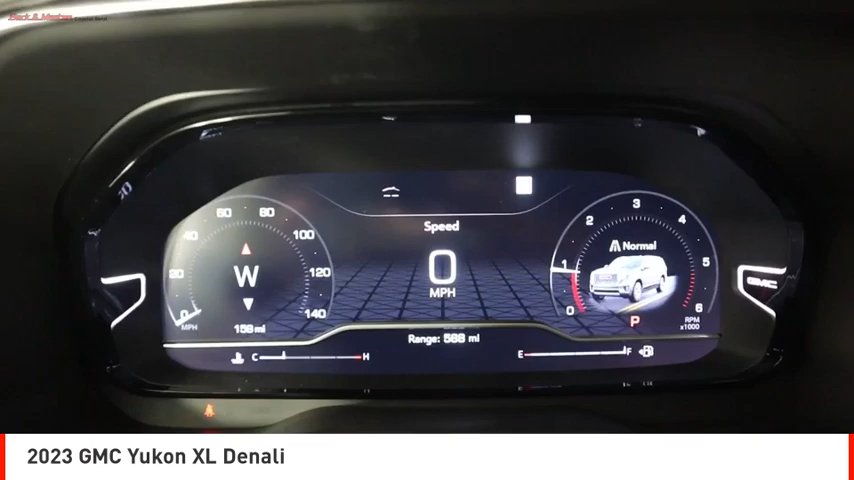 Speed
0
MPH
0 20 40 60 80 100 120 140
MPH
W
158 mi
Range: 586 mi
C H
E F
0 1 2 3 4 5 6
Normal
P
RPM
x1000
GMC
2023 GMC Yukon XL Denali